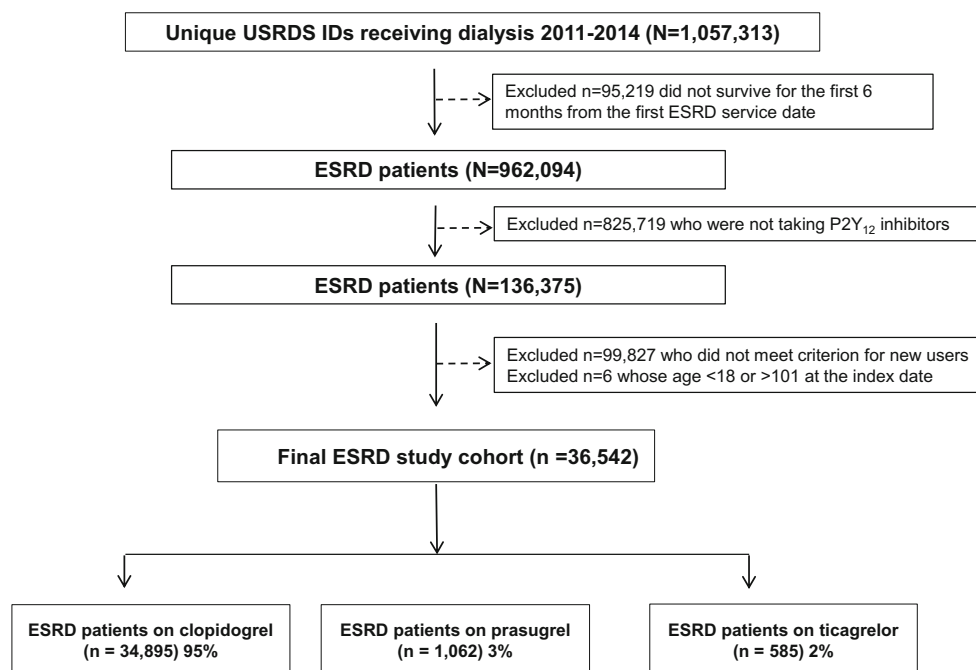 Unique USRDS IDs receiving dialysis 2011-2014 (N=1,057,313)
Excluded n=95,219 did not survive for the first 6
months from the first ESRD service date
ESRD patients (N=962,094)
Excluded n=825,719 who were not taking P2Y₁₂ inhibitors
ESRD patients (N=136,375)
Excluded n=99,827 who did not meet criterion for new users
Excluded n=6 whose age <18 or >101 at the index date
Final ESRD study cohort (n =36,542)
ESRD patients on clopidogrel
(n = 34,895) 95%
ESRD patients on prasugrel
(n = 1,062) 3%
ESRD patients on ticagrelor
(n = 585) 2%